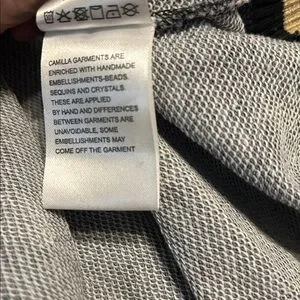 CAMILLA GARMENTS ARE
ENRICHED WITH HANDMADE
EMBELLISHMENTS-BEADS,
SEQUINS AND CRYSTALS.
THESE ARE APPLIED
BY HAND AND DIFFERENCES
BETWEEN GARMENTS ARE
UNAVOIDABLE, SOME
EMBELLISHMENTS MAY
COME OFF THE GARMENT